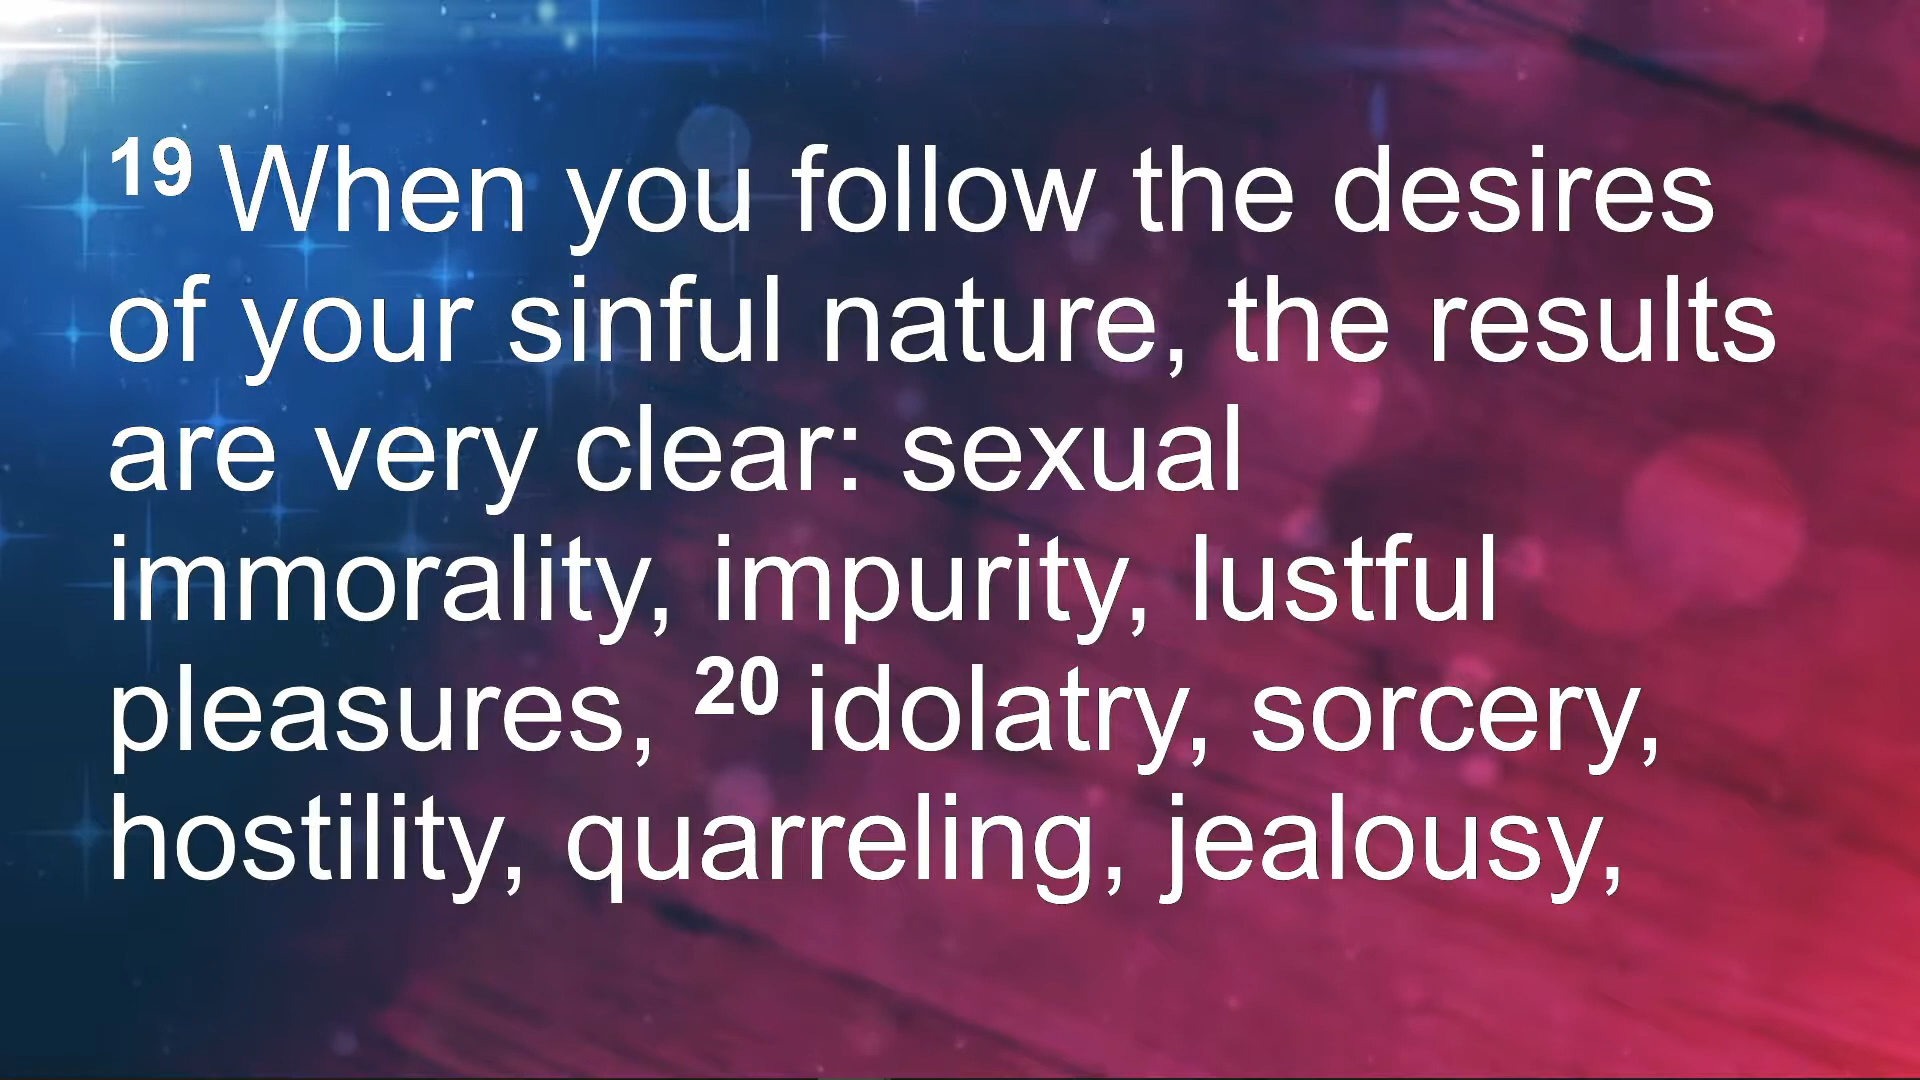 19 When you follow the desires
of your sinful nature, the results
are very clear: sexual
immorality, impurity, lustful
pleasures, 20 idolatry, sorcery,
hostility, quarreling, jealousy,